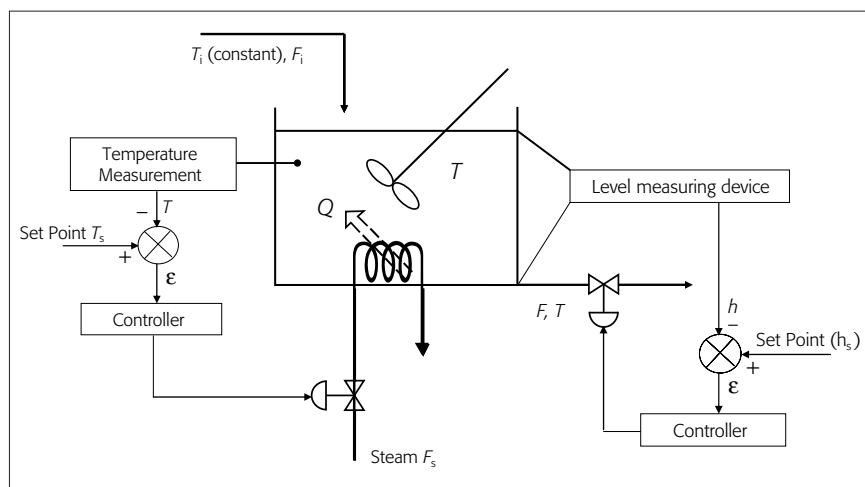 Tᵢ (constant), Fᵢ
Temperature
Measurement
T
Level measuring device
− T
Q
Set Point Tₛ
+
ε
Controller
F, T
h
−
Set Point (hₛ)
+
ε
Controller
Steam Fₛ